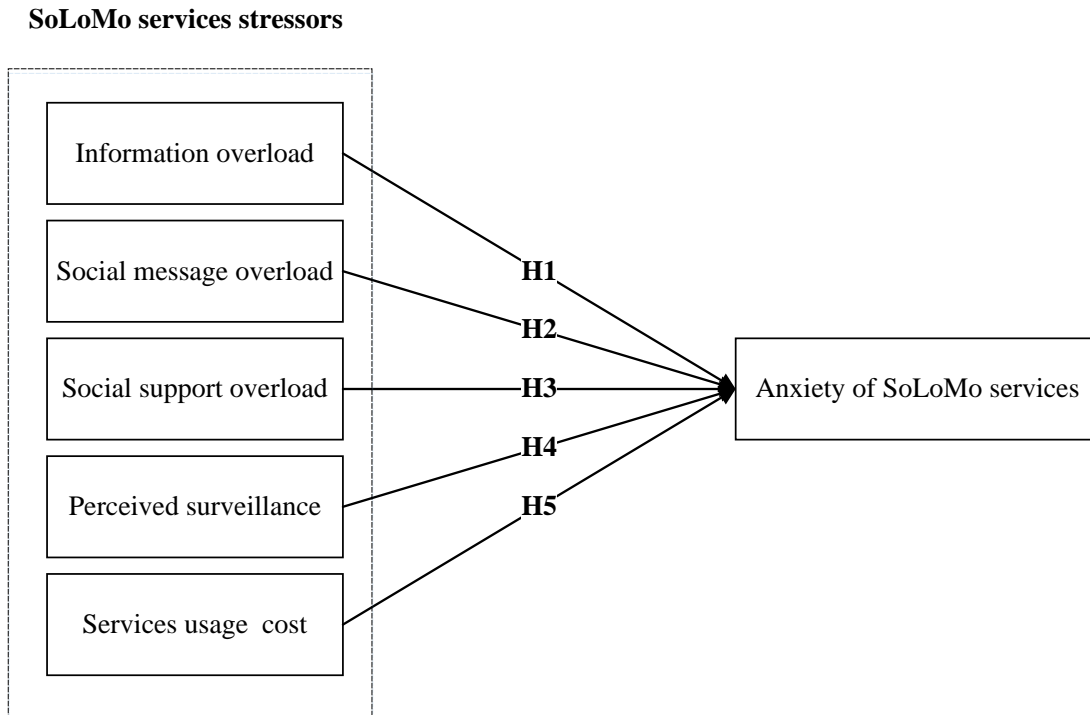 SoLoMo services stressors
Information overload
Social message overload
Social support overload
Perceived surveillance
Services usage  cost
H1
H2
H3
H4
H5
Anxiety of SoLoMo services